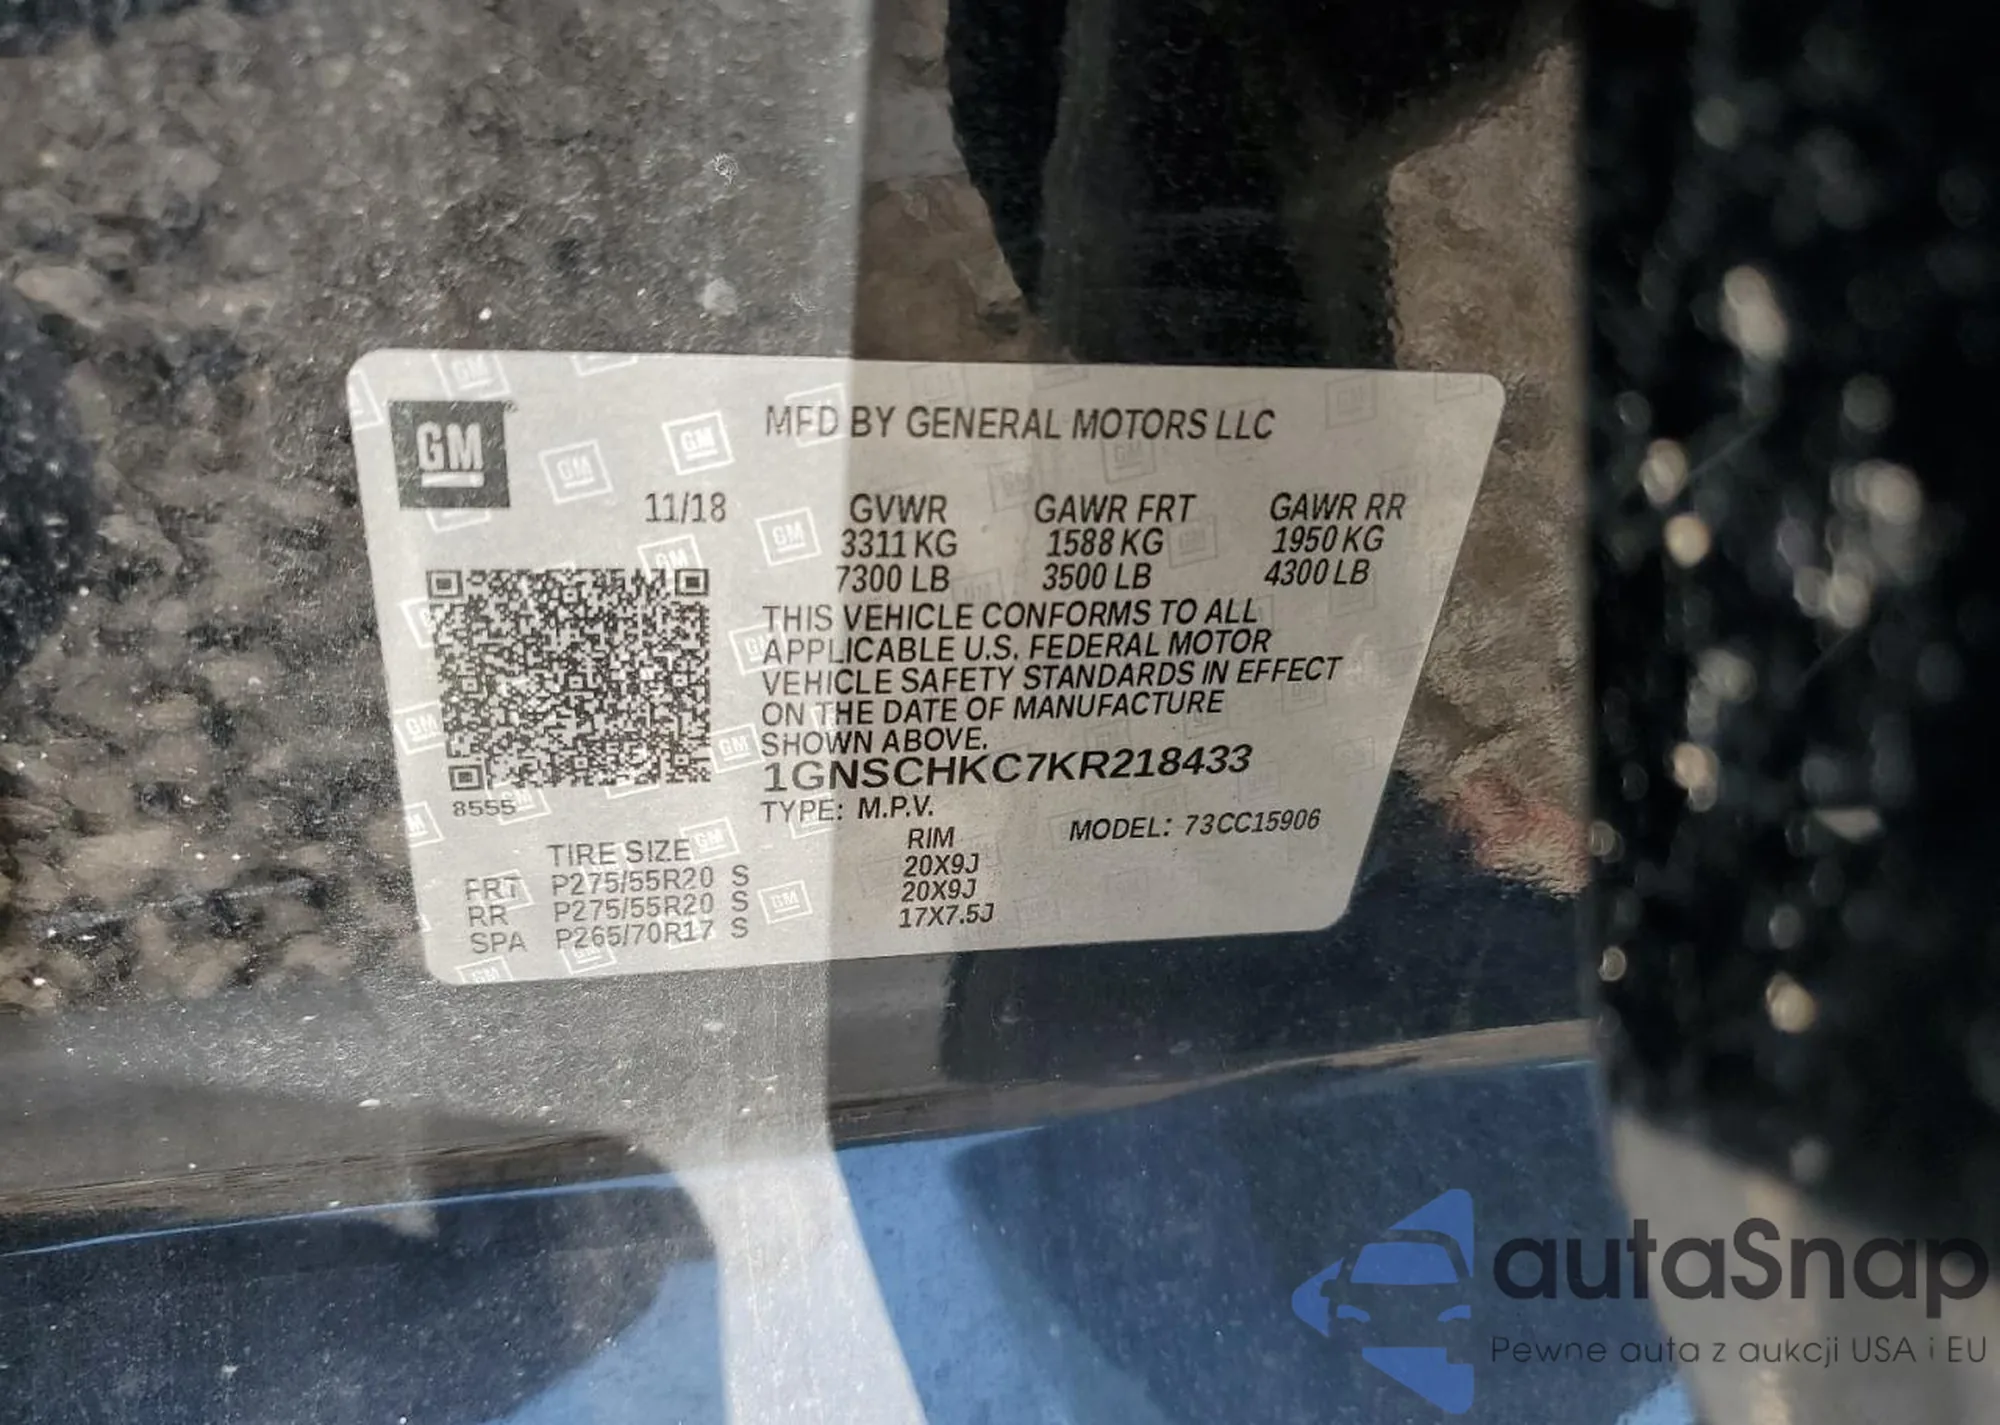 GM
MFD BY GENERAL MOTORS LLC
11/18
GVWR GAWR FRT GAWR RR
3311 KG 1588 KG 1950 KG
7300 LB 3500 LB 4300 LB
THIS VEHICLE CONFORMS TO ALL
APPLICABLE U.S. FEDERAL MOTOR
VEHICLE SAFETY STANDARDS IN EFFECT
ON THE DATE OF MANUFACTURE
SHOWN ABOVE.
1GNSCHKC7KR218433
8555
TYPE: M.P.V.
MODEL: 73CC15906
TIRE SIZE RIM
FRT P275/55R20 S 20X9J
RR P275/55R20 S 20X9J
SPA P265/70R17 S 17X7.5J
autaSnap
Pewne auta z aukcji USA i EU